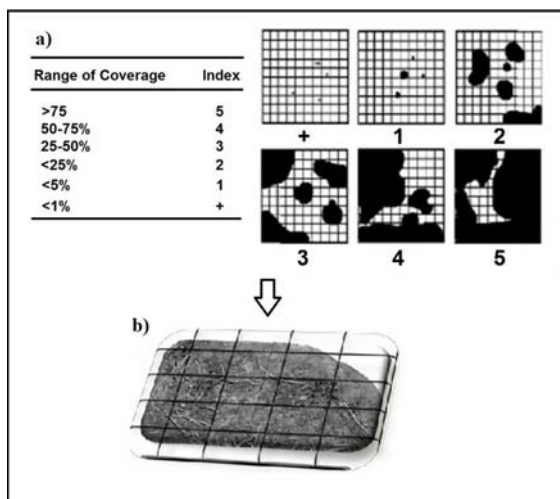 a)
Range of Coverage Index
>75 5
50-75% 4
25-50% 3
<25% 2
<5% 1
<1% +
+ 1 2
3 4 5
b)